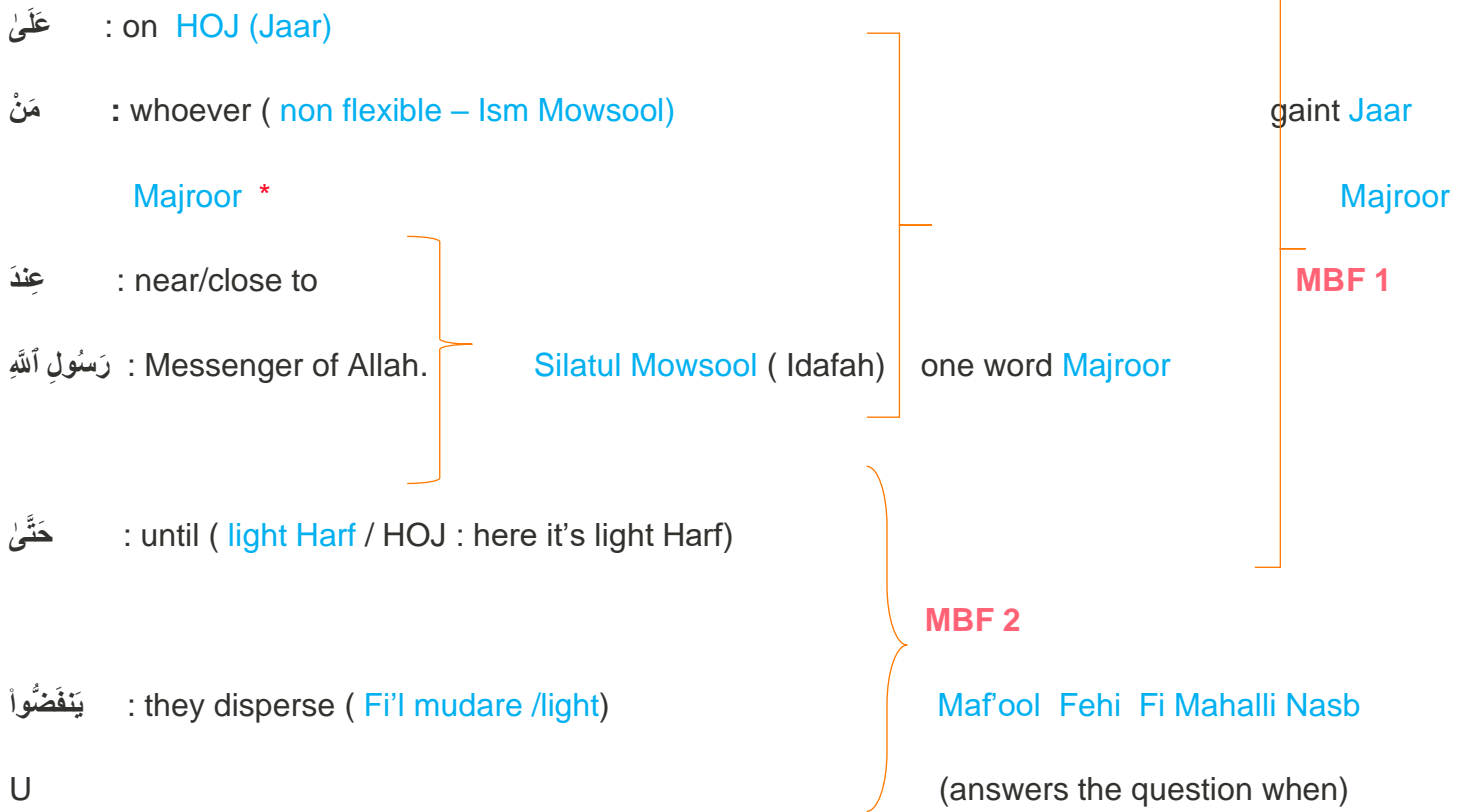 عَلَىٰ : on HOJ (Jaar)
مَنْ : whoever ( non flexible – Ism Mowsool) gaint Jaar
Majroor * Majroor
عِندَ : near/close to MBF 1
رَسُولِ ٱللَّهِ : Messenger of Allah. Silatul Mowsool ( Idafah) one word Majroor
حَتَّىٰ : until ( light Harf / HOJ : here it’s light Harf)
MBF 2
يَنفَضُّوا۟ : they disperse ( Fi’l mudare /light) Maf’ool Fehi Fi Mahalli Nasb
U (answers the question when)